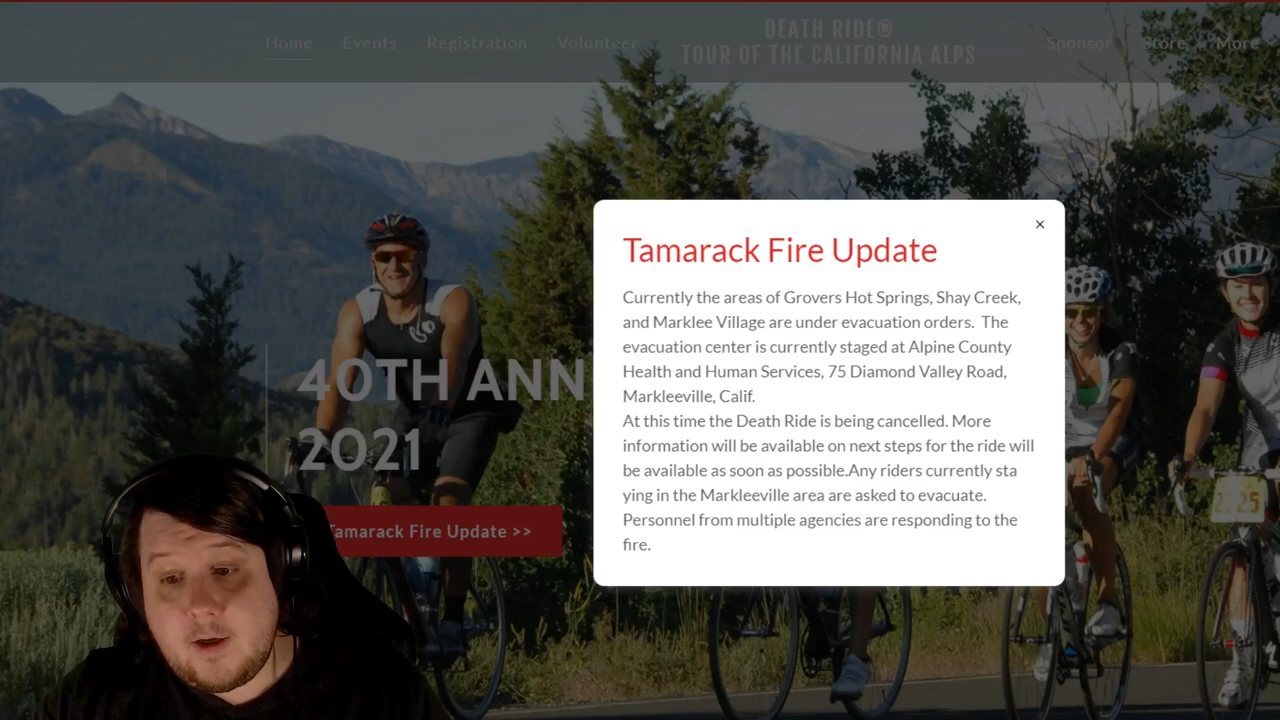 DEATH RIDE®
Home Events Registration Volunteer TOUR OF THE CALIFORNIA ALPS Sponsor Store More
Tamarack Fire Update
×
Currently the areas of Grovers Hot Springs, Shay Creek,
and Marklee Village are under evacuation orders.  The
evacuation center is currently staged at Alpine County
Health and Human Services, 75 Diamond Valley Road,
Markleeville, Calif.
At this time the Death Ride is being cancelled. More
information will be available on next steps for the ride will
be available as soon as possible.Any riders currently sta
ying in the Markleeville area are asked to evacuate.
Personnel from multiple agencies are responding to the
fire.
40TH ANN
2021
Tamarack Fire Update >>